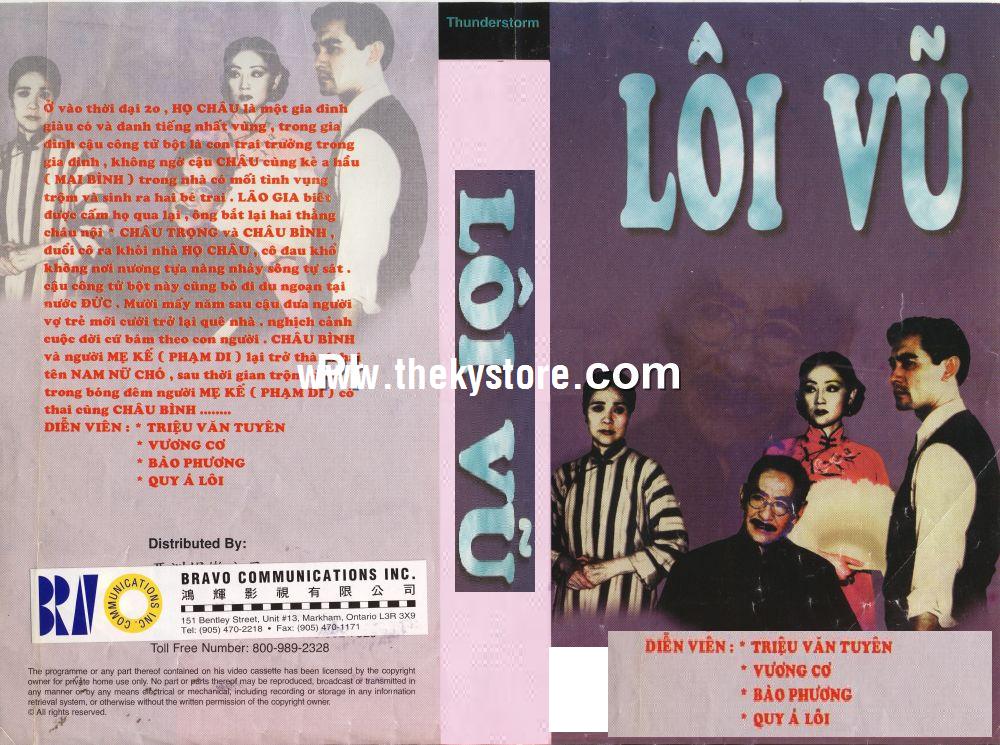 Ở vào thời đại 20 , HỌ CHÂU là một gia đình
giàu có và danh tiếng nhất vùng , trong gia
đình cậu công tử bột là con trai trưởng trong
gia đình , không ngờ cậu CHÂU cùng kẻ a hầu
( MAI BÌNH ) trong nhà có mối tình vụng
trộm và sinh ra hai bé trai . LÃO GIA biết
được cấm họ qua lại , ông bắt lại hai thằng
cháu nội * CHÂU TRỌNG và CHÂU BÌNH ,
đuổi cô ra khỏi nhà HỌ CHÂU , cô đau khổ
không nơi nương tựa nàng nhảy sông tự sát .
cậu công tử bột này cũng bỏ đi du ngoạn tại
nước ĐỨC . Mười mấy năm sau cậu đưa người
vợ trẻ mới cưới trở lại quê nhà . nghịch cảnh
cuộc đời cứ bám theo con người . CHÂU BÌNH
và người MẸ KẾ ( PHẠM DI ) lại trở
tên NAM NỮ CHÓ , sau thời gian trộm
trong bóng đêm người MẸ KẾ ( PHẠM DI ) có
thai cùng CHÂU BÌNH ........
DIỄN VIÊN : * TRIỆU VĂN TUYÊN
* VƯƠNG CƠ
* BẢO PHƯƠNG
* QUY Á LÔI
Distributed By:
BRAVO COMMUNICATIONS INC.
鴻輝影視有限公司
151 Bentley Street, Unit #13, Markham, Ontario L3R 3X9
Tel: (905) 470-2218 • Fax: (905) 470-1171
BRAV
COMMUNICATIONS INC.
Toll Free Number: 800-989-2328
The programme or any part thereof contained on his video cassette has been licensed by the copyright
owner for private home use only. No part or parts thereof may be reproduced, broadcast or transmitted in
any manner or by any means electrical or mechanical, including recording or storage in any information
retrieval system, or otherwise without the written permission of the copyright owner.
© All rights reserved.
Thunderstorm
LÔI VŨ
LÔI VŨ
www.thekystore.com
DIỄN VIÊN : * TRIỆU VĂN TUYÊN
* VƯƠNG CƠ
* BẢO PHƯƠNG
* QUY Á LÔI